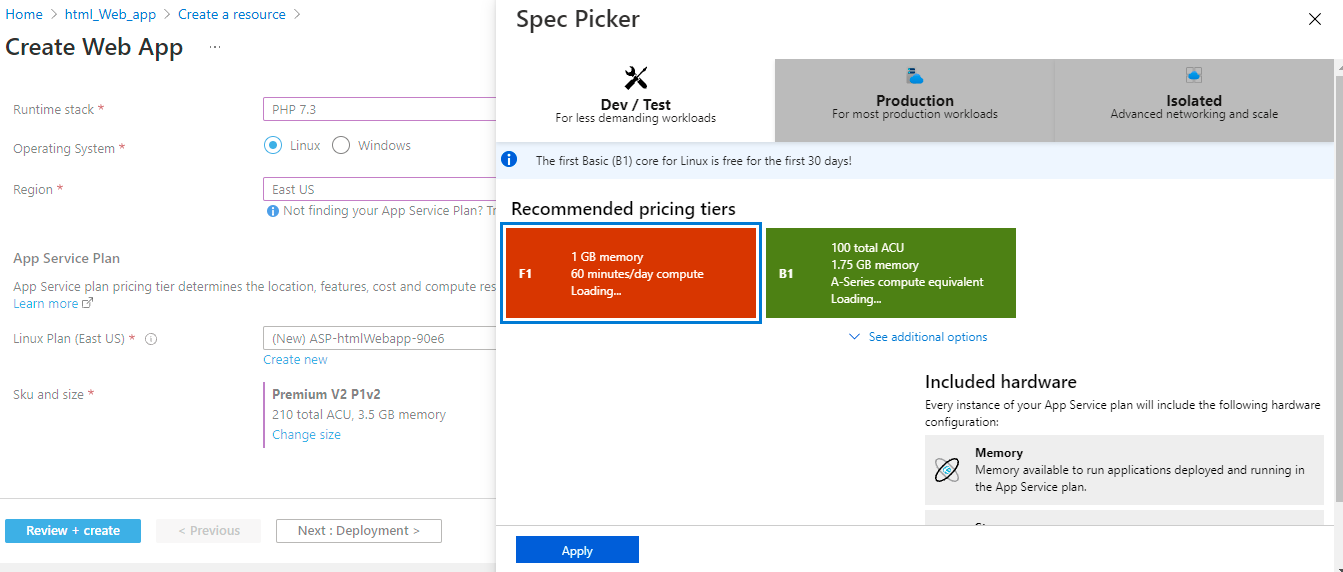 Home > html_Web_app > Create a resource >
Create Web App ...
Runtime stack *
PHP 7.3
Operating System *
Linux
Windows
Region *
East US
Not finding your App Service Plan? Tr
App Service Plan
App Service plan pricing tier determines the location, features, cost and compute res
Learn more
Linux Plan (East US) *
(New) ASP-htmlWebapp-90e6
Create new
Sku and size *
Premium V2 P1v2
210 total ACU, 3.5 GB memory
Change size
Review + create
< Previous
Next : Deployment >
Spec Picker
Dev / Test
For less demanding workloads
Production
For most production workloads
Isolated
Advanced networking and scale
The first Basic (B1) core for Linux is free for the first 30 days!
Recommended pricing tiers
F1
1 GB memory
60 minutes/day compute
Loading...
B1
100 total ACU
1.75 GB memory
A-Series compute equivalent
Loading...
See additional options
Included hardware
Every instance of your App Service plan will include the following hardware
configuration:
Memory
Memory available to run applications deployed and running in
the App Service plan.
Apply